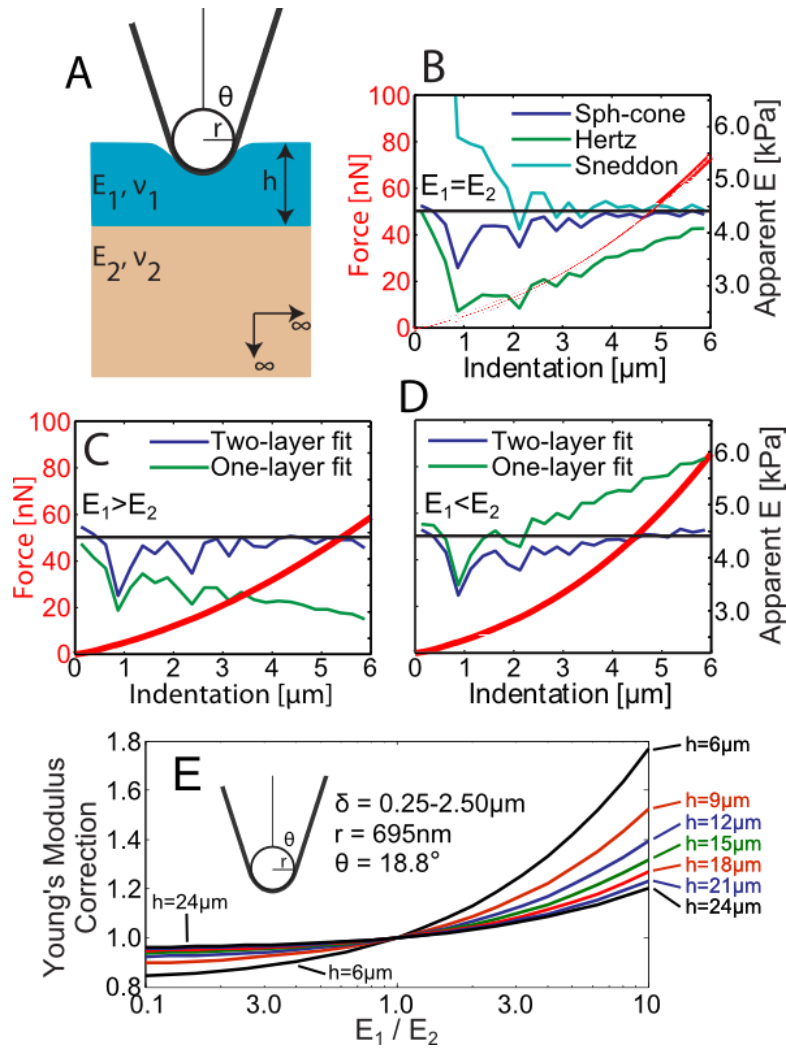 A
θ
r
h
E1, ν1
E2, ν2
∞
∞
B
Force [nN]
100
80
60
40
20
0
Sph-cone
Hertz
Sneddon
E1=E2
6.0
5.0
4.0
3.0
Apparent E [kPa]
0 1 2 3 4 5 6
Indentation [µm]
C
Force [nN]
100
80
60
40
20
0
Two-layer fit
One-layer fit
E1>E2
0 1 2 3 4 5 6
Indentation [µm]
D
Two-layer fit
One-layer fit
E1<E2
6.0
5.0
4.0
3.0
Apparent E [kPa]
0 1 2 3 4 5 6
Indentation [µm]
E
Young's Modulus
Correction
1.8
1.6
1.4
1.2
1.0
0.8
θ
r
δ = 0.25-2.50µm
r = 695nm
θ = 18.8°
h=24µm
h=6µm
h=6µm
h=9µm
h=12µm
h=15µm
h=18µm
h=21µm
h=24µm
0.1 3.0 1.0 3.0 10
E1 / E2